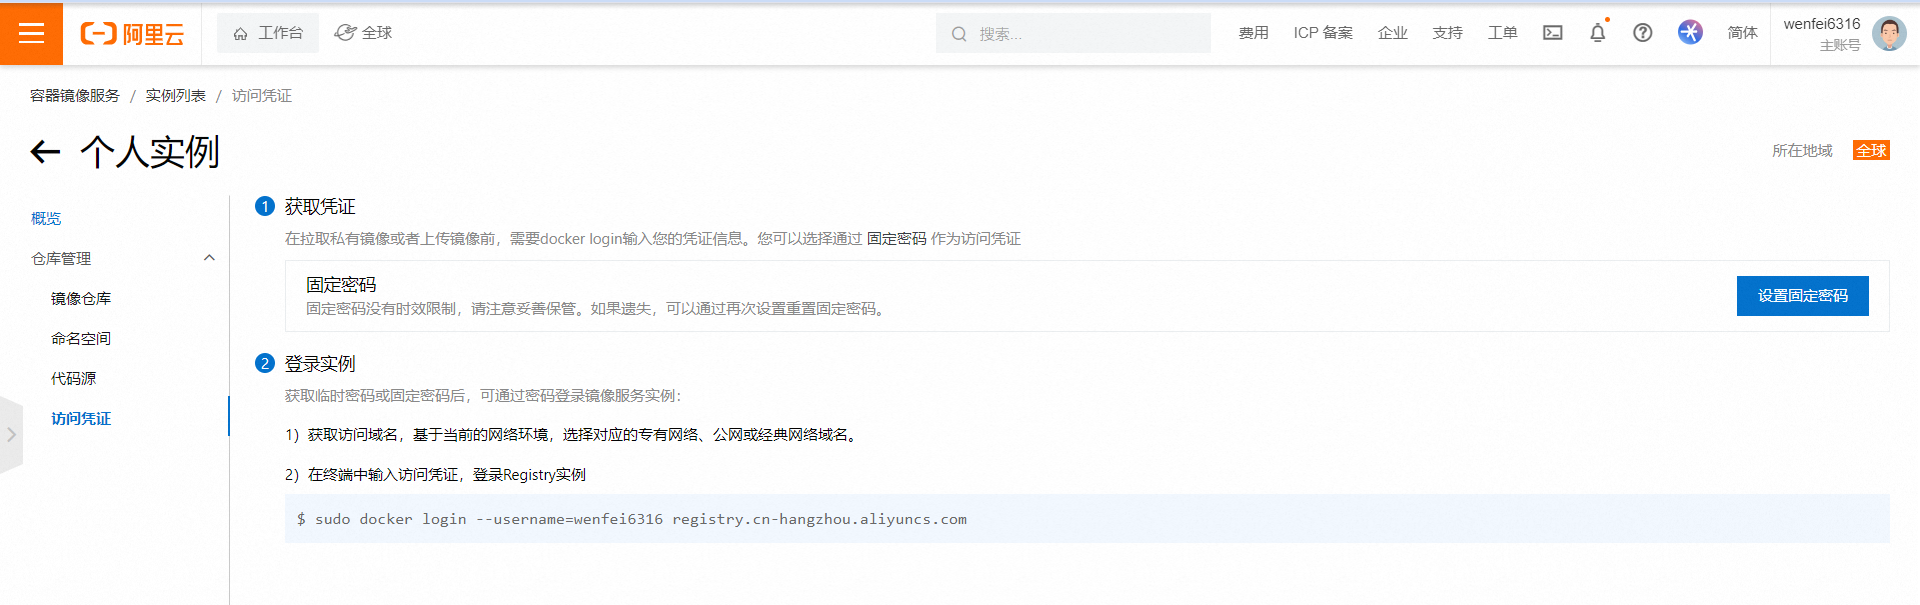 阿里云 工作台 全球 搜索... 费用 ICP 备案 企业 支持 工单 简体 wenfei6316
主账号
容器镜像服务 / 实例列表 / 访问凭证
个人实例 所在地域 全球
概览
仓库管理
镜像仓库
命名空间
代码源
访问凭证
1 获取凭证
在拉取私有镜像或者上传镜像前，需要docker login输入您的凭证信息。您可以选择通过 固定密码 作为访问凭证
固定密码
固定密码没有时效限制，请注意妥善保管。如果遗失，可以通过再次设置重置固定密码。
设置固定密码
2 登录实例
获取临时密码或固定密码后，可通过密码登录镜像服务实例：
1）获取访问域名，基于当前的网络环境，选择对应的专有网络、公网或经典网络域名。
2）在终端中输入访问凭证，登录Registry实例
$ sudo docker login --username=wenfei6316 registry.cn-hangzhou.aliyuncs.com